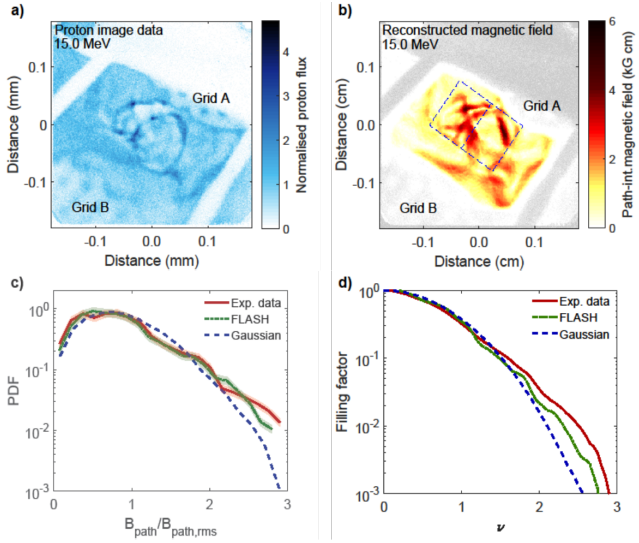 a)
Proton image data
15.0 MeV
Grid A
Grid B
0.1
0
-0.1
Distance (mm)
-0.1
0.0
0.1
Distance (mm)
4
3
2
1
0
Normalised proton flux
b)
Reconstructed magnetic field
15.0 MeV
Grid A
Grid B
0.1
0
-0.1
Distance (cm)
-0.1
0.0
0.1
Distance (cm)
6
4
2
0
Path-int.magnetic field (kG cm)
c)
Exp. data
FLASH
Gaussian
10^0
10^-1
10^-2
10^-3
PDF
0
1
2
3
B_path/B_path,rms
d)
Exp. data
FLASH
Gaussian
10^0
10^-1
10^-2
10^-3
Filling factor
0
1
2
3
ν